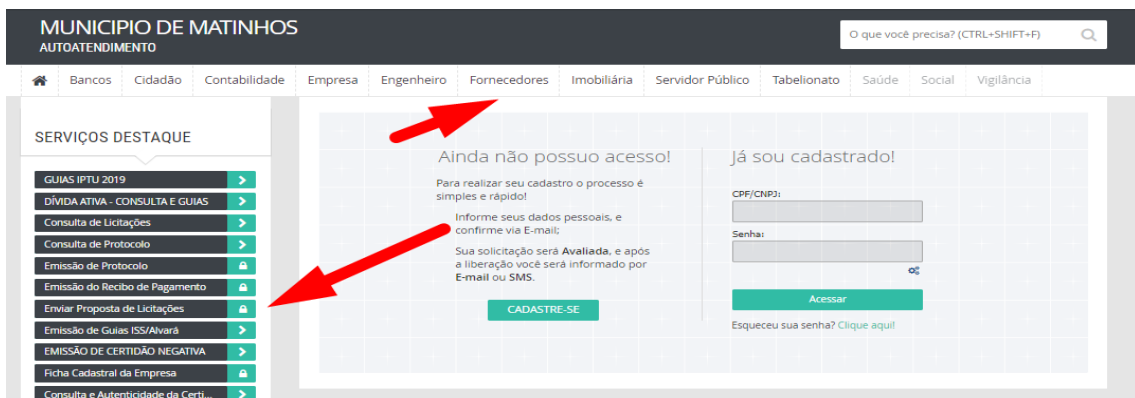 MUNICIPIO DE MATINHOS
AUTOATENDIMENTO
O que você precisa? (CTRL+SHIFT+F)
Bancos Cidadão Contabilidade Empresa Engenheiro Fornecedores Imobiliária Servidor Público Tabelionato Saúde Social Vigilância
SERVIÇOS DESTAQUE
GUIAS IPTU 2019
DÍVIDA ATIVA - CONSULTA E GUIAS
Consulta de Licitações
Consulta de Protocolo
Emissão de Protocolo
Emissão do Recibo de Pagamento
Enviar Proposta de Licitações
Emissão de Guias ISS/Alvará
EMISSÃO DE CERTIDÃO NEGATIVA
Ficha Cadastral da Empresa
Consulta e Autenticidade da Certi...
Ainda não possuo acesso!
Para realizar seu cadastro o processo é
simples e rápido!
Informe seus dados pessoais, e
confirme via E-mail;
Sua solicitação será Avaliada, e após
a liberação você será informado por
E-mail ou SMS.
CADASTRE-SE
Já sou cadastrado!
CPF/CNPJ:
Senha:
Acessar
Esqueceu sua senha? Clique aqui!